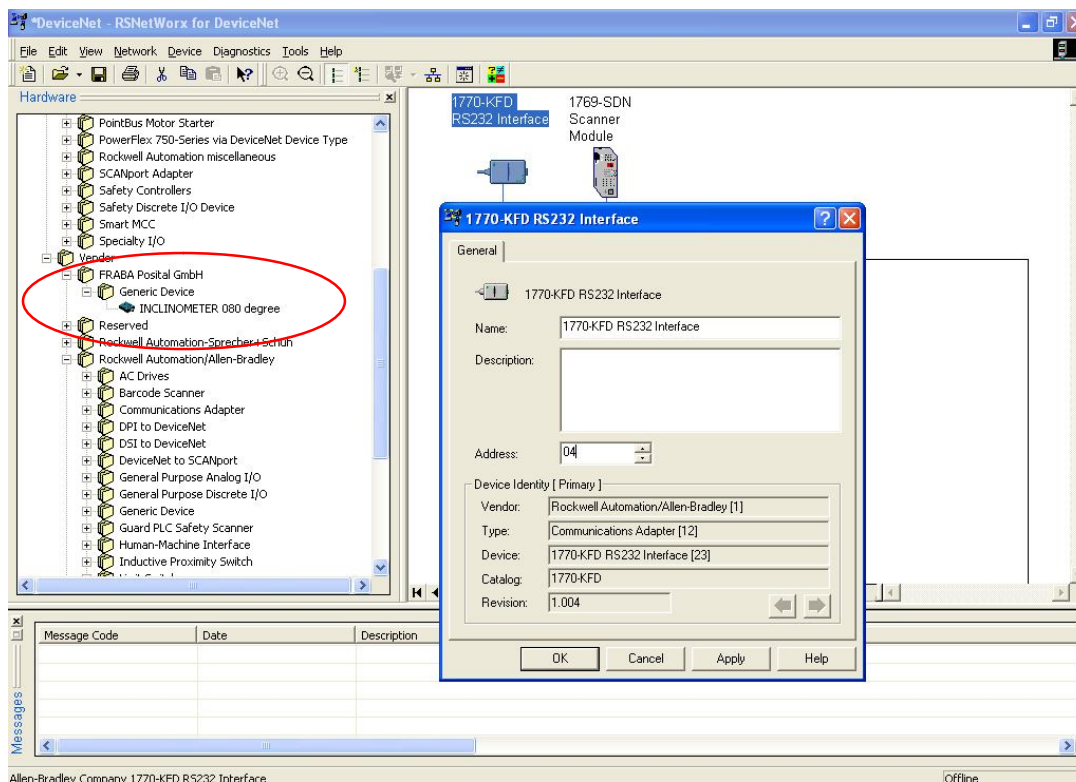 *DeviceNet - RSNetWorx for DeviceNet
File Edit View Network Device Diagnostics Tools Help
Hardware
PointBus Motor Starter
PowerFlex 750-Series via DeviceNet Device Type
Rockwell Automation miscellaneous
SCANport Adapter
Safety Controllers
Safety Discrete I/O Device
Smart MCC
Specialty I/O
Vendor
FRABA Posital GmbH
Generic Device
INCLINOMETER 080 degree
Reserved
Rockwell Automation-Sprecher+Schuh
Rockwell Automation/Allen-Bradley
AC Drives
Barcode Scanner
Communications Adapter
DPI to DeviceNet
DSI to DeviceNet
DeviceNet to SCANport
General Purpose Analog I/O
General Purpose Discrete I/O
Generic Device
Guard PLC Safety Scanner
Human-Machine Interface
Inductive Proximity Switch
1770-KFD
RS232 Interface
1769-SDN
Scanner
Module
1770-KFD RS232 Interface
General
1770-KFD RS232 Interface
Name: 1770-KFD RS232 Interface
Description:
Address: 04
Device Identity [ Primary ]
Vendor: Rockwell Automation/Allen-Bradley [1]
Type: Communications Adapter [12]
Device: 1770-KFD RS232 Interface [23]
Catalog: 1770-KFD
Revision: 1.004
OK Cancel Apply Help
Message Code Date Description
Messages
Allen-Bradley Company 1770-KFD RS232 Interface
Offline